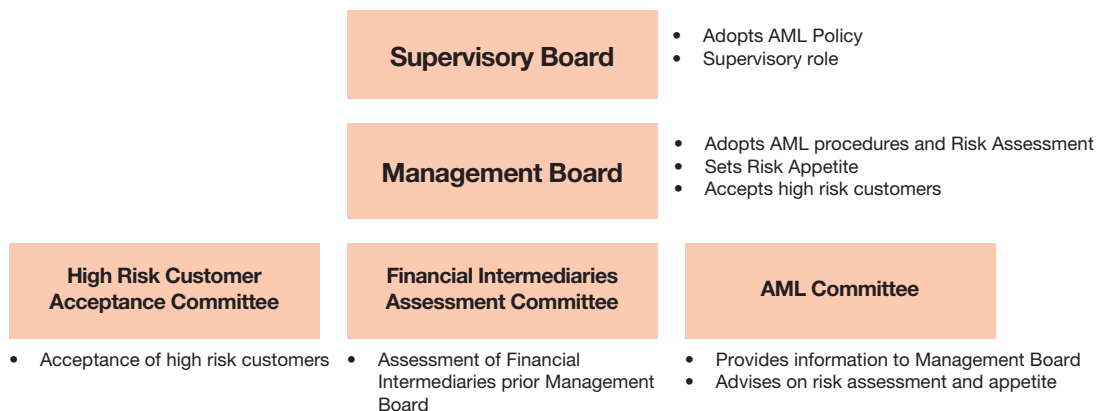 Supervisory Board
• Adopts AML Policy
• Supervisory role
Management Board
• Adopts AML procedures and Risk Assessment
• Sets Risk Appetite
• Accepts high risk customers
High Risk Customer
Acceptance Committee
• Acceptance of high risk customers
Financial Intermediaries
Assessment Committee
• Assessment of Financial
Intermediaries prior Management
Board
AML Committee
• Provides information to Management Board
• Advises on risk assessment and appetite